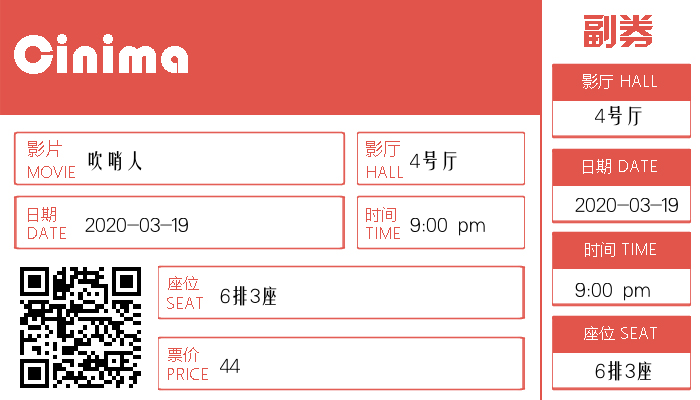 Cinima
影片
MOVIE
吹哨人
影厅
HALL
4号厅
日期
DATE
2020-03-19
时间
TIME
9:00 pm
座位
SEAT
6排3座
票价
PRICE
44
副券
影厅 HALL
4号厅
日期 DATE
2020-03-19
时间 TIME
9:00 pm
座位 SEAT
6排3座